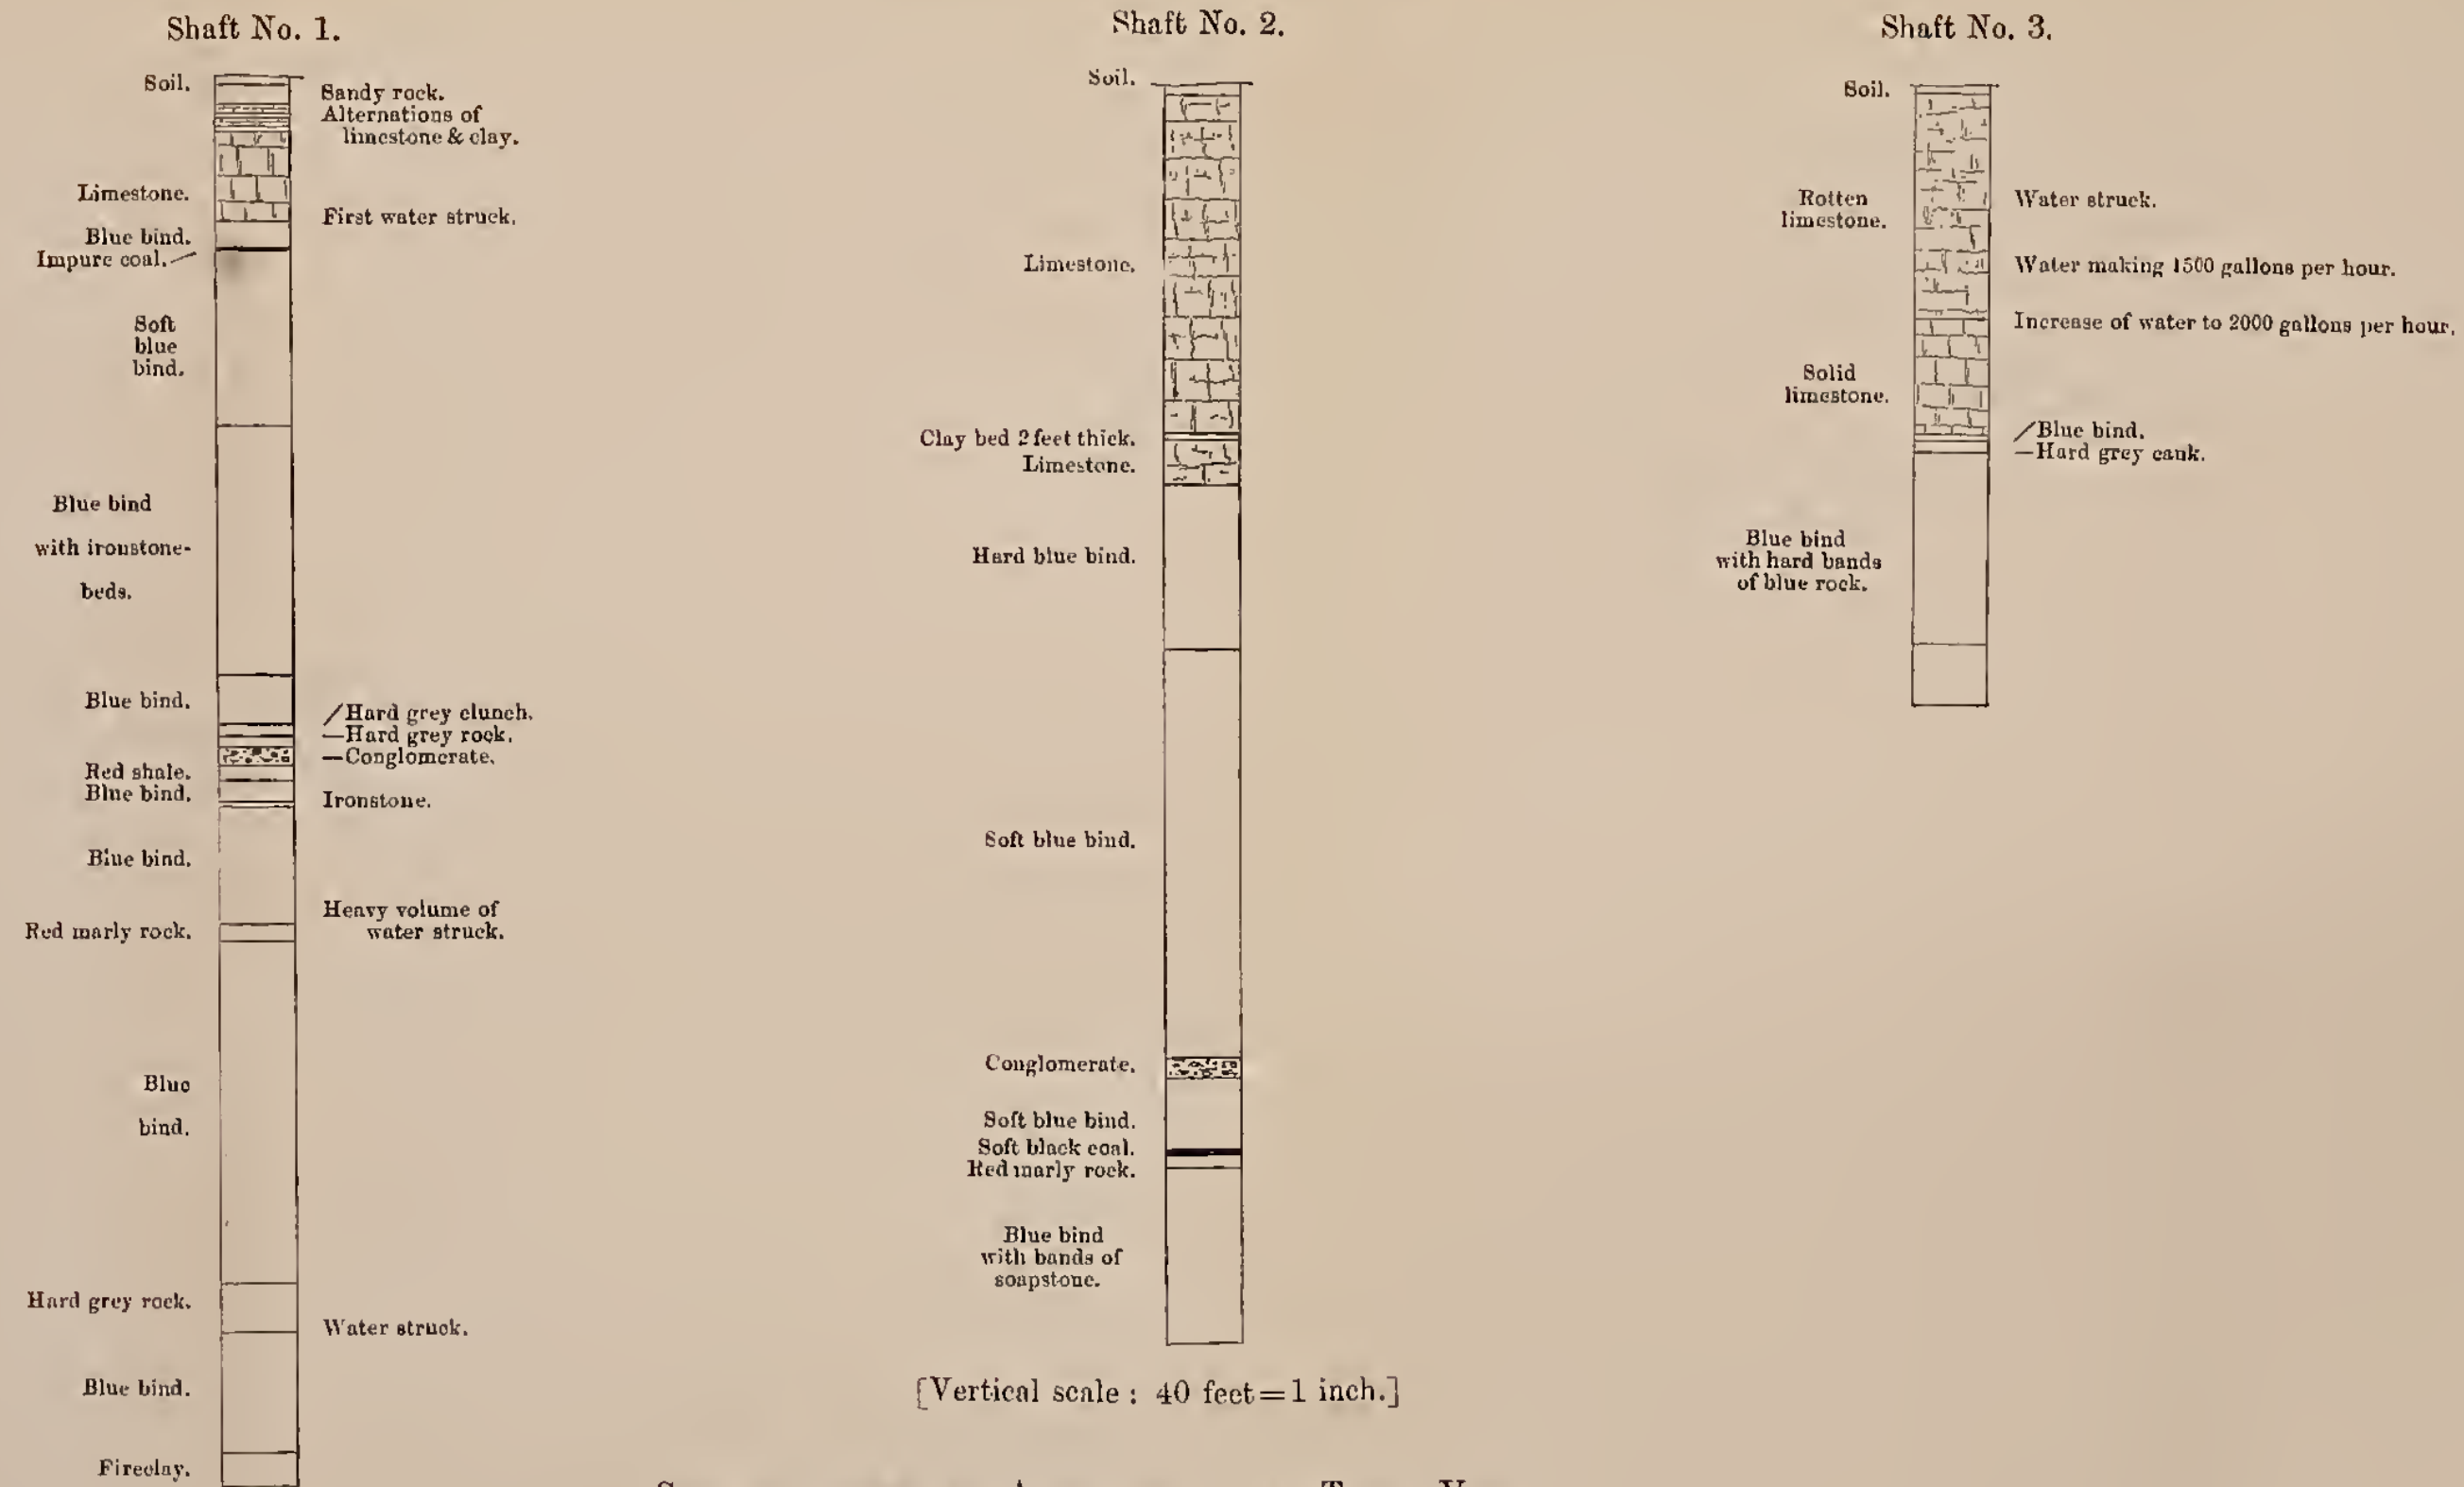 Shaft No. 1.
Soil.
Sandy rock.
Alternations of
limestone & clay.
Limestone.
First water struck.
Blue bind.
Impure coal.
Soft
blue
bind.
Blue bind
with ironstone-
beds.
Blue bind.
Hard grey clunch.
Hard grey rock.
Conglomerate.
Red shale.
Blue bind.
Ironstone.
Blue bind.
Heavy volume of
water struck.
Red marly rock.
Blue
bind.
Hard grey rock.
Water struck.
Blue bind.
Fireclay.
Shaft No. 2.
Soil.
Limestone.
Clay bed 2 feet thick.
Limestone.
Hard blue bind.
Soft blue bind.
Conglomerate.
Soft blue bind.
Soft black coal.
Red marly rock.
Blue bind
with bands of
soapstone.
[Vertical scale: 40 feet=1 inch.]
Shaft No. 3.
Soil.
Rotten
limestone.
Water struck.
Water making 1500 gallons per hour.
Increase of water to 2000 gallons per hour.
Solid
limestone.
Blue bind.
Hard grey cank.
Blue bind
with hard bands
of blue rock.